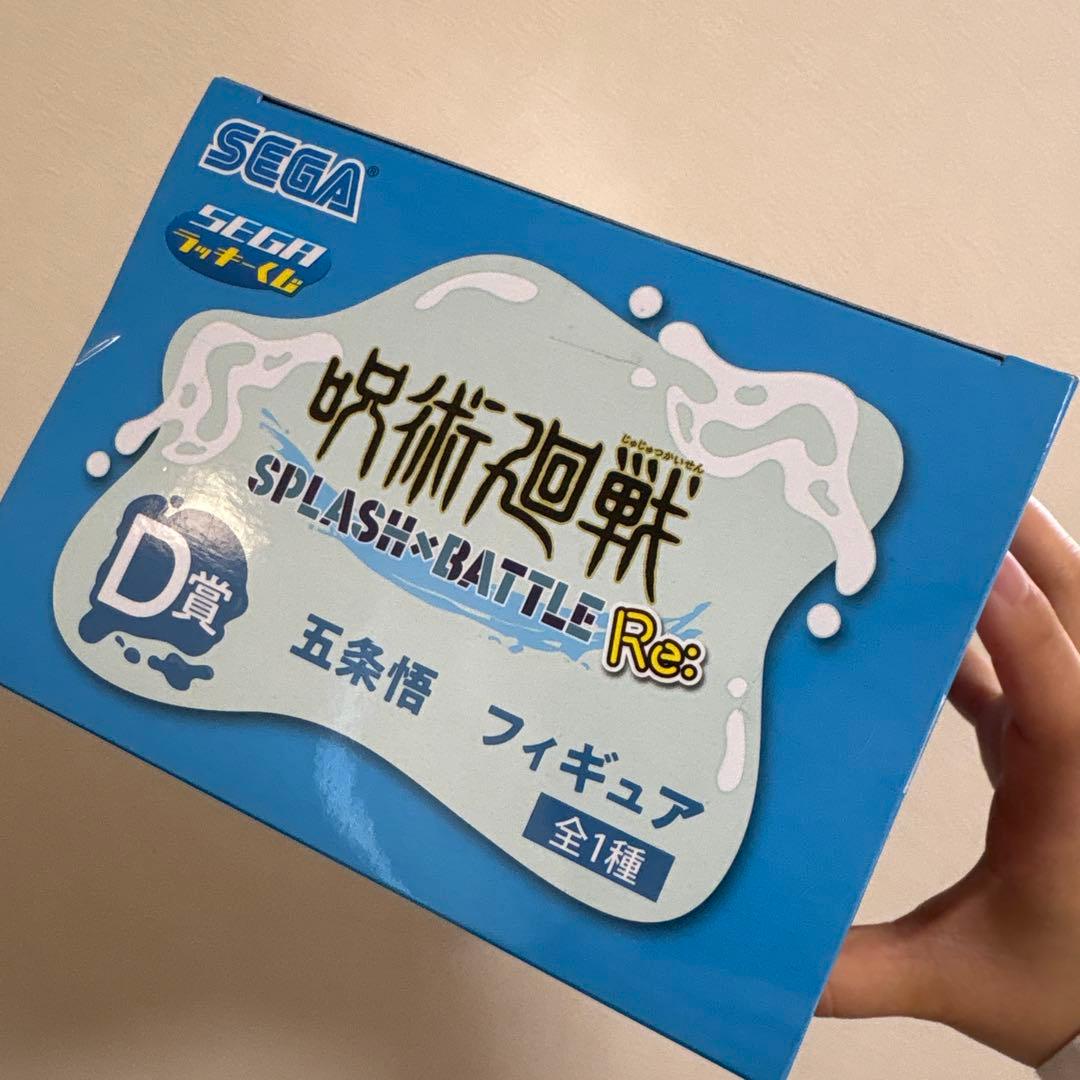 SEGA®
SEGA
ラッキーくじ
じゅじゅつかいせん
呪術廻戦
SPLASH×BATTLE
Re:
D賞
五条悟 フィギュア
全1種